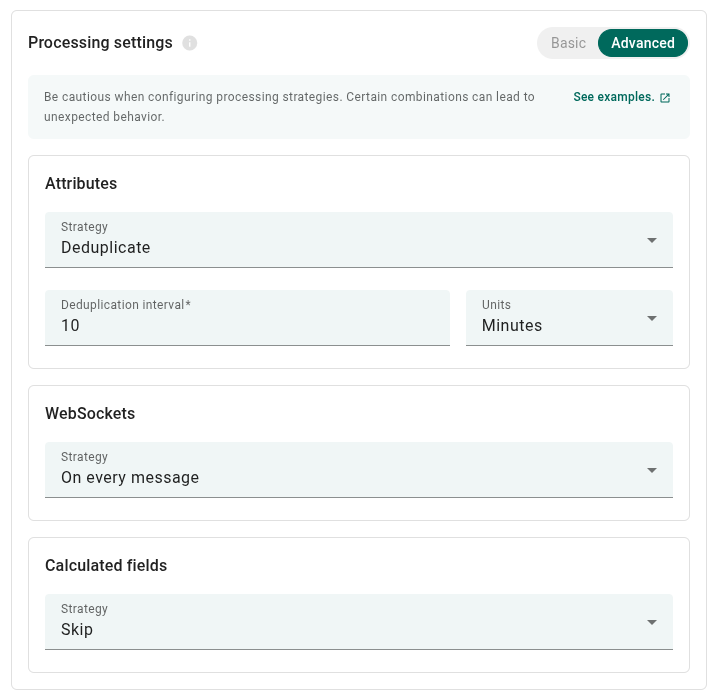 Processing settings
Basic
Advanced
Be cautious when configuring processing strategies. Certain combinations can lead to
unexpected behavior.
See examples.
Attributes
Strategy
Deduplicate
Deduplication interval*
10
Units
Minutes
WebSockets
Strategy
On every message
Calculated fields
Strategy
Skip